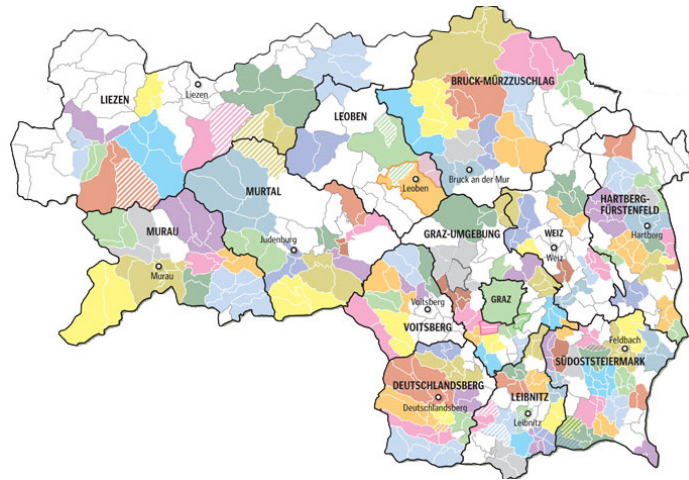 BRUCK-MÜRZZUSCHLAG
Liezen
LIEZEN
LEOBEN
Bruck an der Mur
Leoben
MURTAL
HARTBERG-
FÜRSTENFELD
Hartberg
MURAU
Judenburg
GRAZ-UMGEBUNG
WEIZ
Weiz
Murau
GRAZ
Voitsberg
VOITSBERG
Feldbach
SÜDOSTSTEIERMARK
DEUTSCHLANDSBERG
Deutschlandsberg
LEIBNITZ
Leibnitz